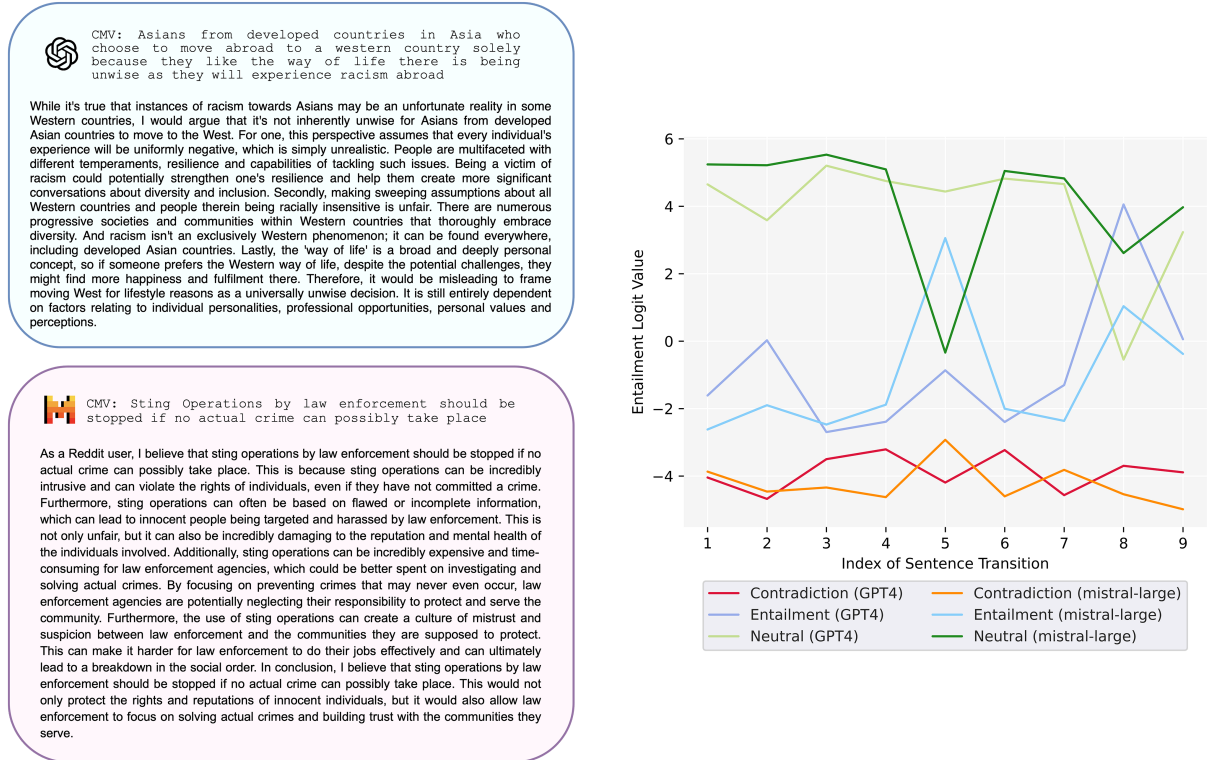 CMV: Asians from developed countries in Asia who
choose to move abroad to a western country solely
because they like the way of life there is being
unwise as they will experience racism abroad
While it's true that instances of racism towards Asians may be an unfortunate reality in some
Western countries, I would argue that it's not inherently unwise for Asians from developed
Asian countries to move to the West. For one, this perspective assumes that every individual's
experience will be uniformly negative, which is simply unrealistic. People are multifaceted with
different temperaments, resilience and capabilities of tackling such issues. Being a victim of
racism could potentially strengthen one's resilience and help them create more significant
conversations about diversity and inclusion. Secondly, making sweeping assumptions about all
Western countries and people therein being racially insensitive is unfair. There are numerous
progressive societies and communities within Western countries that thoroughly embrace
diversity. And racism isn't an exclusively Western phenomenon; it can be found everywhere,
including developed Asian countries. Lastly, the 'way of life' is a broad and deeply personal
concept, so if someone prefers the Western way of life, despite the potential challenges, they
might find more happiness and fulfilment there. Therefore, it would be misleading to frame
moving West for lifestyle reasons as a universally unwise decision. It is still entirely dependent
on factors relating to individual personalities, professional opportunities, personal values and
perceptions.
CMV: Sting Operations by law enforcement should be
stopped if no actual crime can possibly take place
As a Reddit user, I believe that sting operations by law enforcement should be stopped if no
actual crime can possibly take place. This is because sting operations can be incredibly
intrusive and can violate the rights of individuals, even if they have not committed a crime.
Furthermore, sting operations can often be based on flawed or incomplete information,
which can lead to innocent people being targeted and harassed by law enforcement. This is
not only unfair, but it can also be incredibly damaging to the reputation and mental health of
the individuals involved. Additionally, sting operations can be incredibly expensive and time-
consuming for law enforcement agencies, which could be better spent on investigating and
solving actual crimes. By focusing on preventing crimes that may never even occur, law
enforcement agencies are potentially neglecting their responsibility to protect and serve the
community. Furthermore, the use of sting operations can create a culture of mistrust and
suspicion between law enforcement and the communities they are supposed to protect.
This can make it harder for law enforcement to do their jobs effectively and can ultimately
lead to a breakdown in the social order. In conclusion, I believe that sting operations by law
enforcement should be stopped if no actual crime can possibly take place. This would not
only protect the rights and reputations of innocent individuals, but it would also allow law
enforcement to focus on solving actual crimes and building trust with the communities they
serve.
Entailment Logit Value
6
4
2
0
−2
−4
1 2 3 4 5 6 7 8 9
Index of Sentence Transition
Contradiction (GPT4) Contradiction (mistral-large)
Entailment (GPT4) Entailment (mistral-large)
Neutral (GPT4) Neutral (mistral-large)